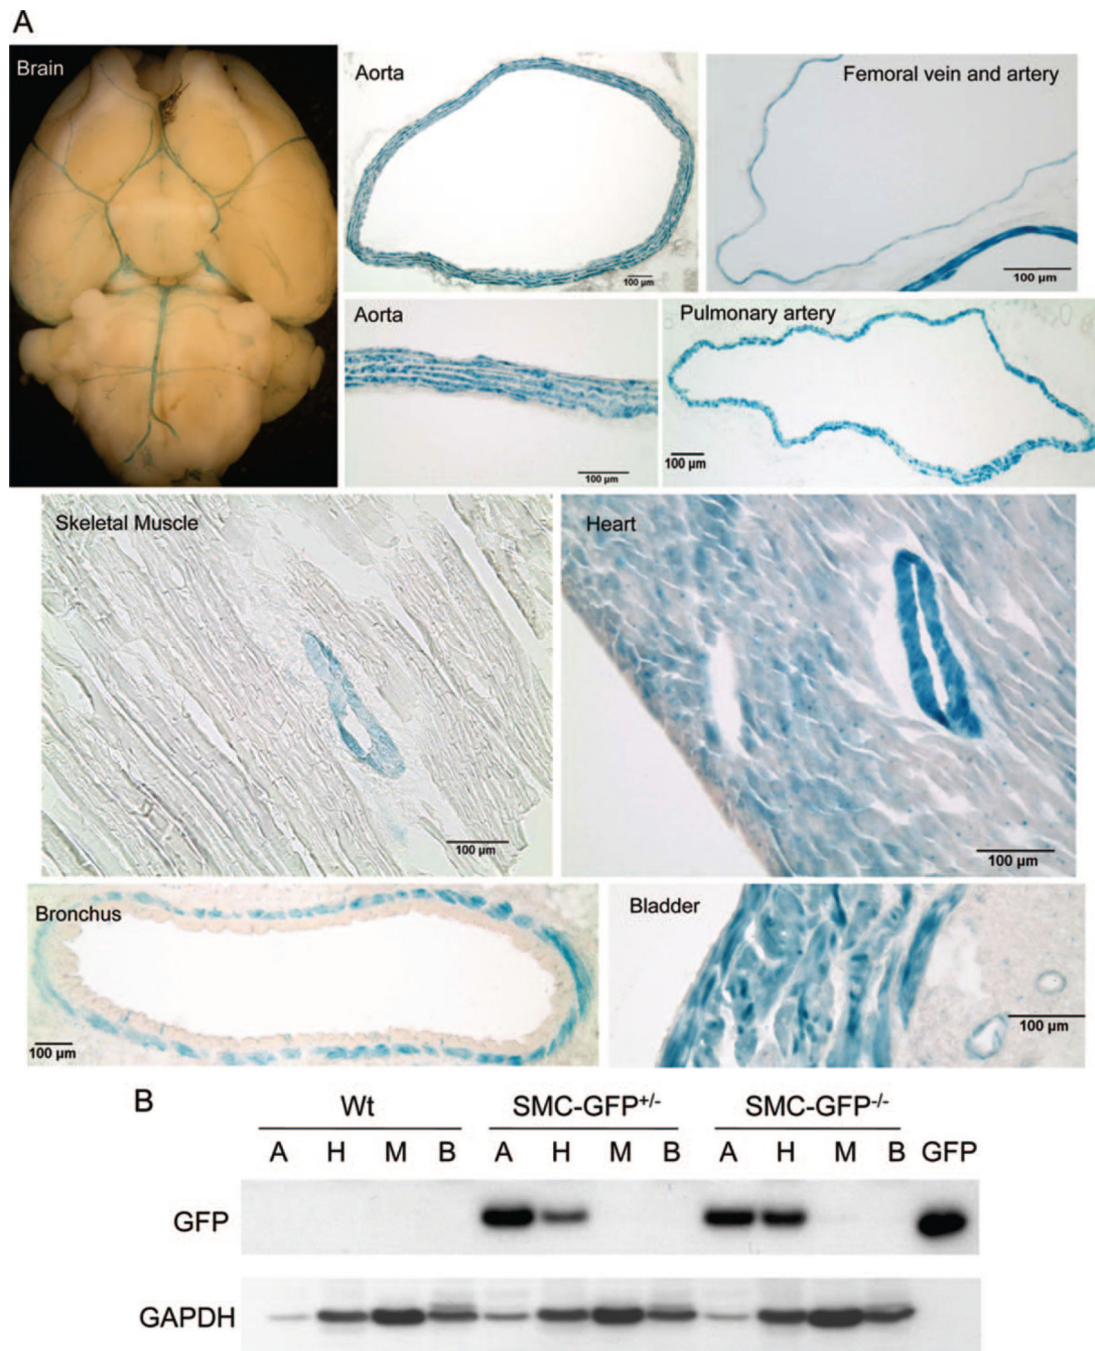 A
Brain
Aorta
100 µm
Femoral vein and artery
100 µm
Aorta
100 µm
Pulmonary artery
100 µm
Skeletal Muscle
100 µm
Heart
100 µm
Bronchus
100 µm
Bladder
100 µm
B
Wt SMC-GFP+/- SMC-GFP-/-
A H M B A H M B A H M B GFP
GFP
GAPDH